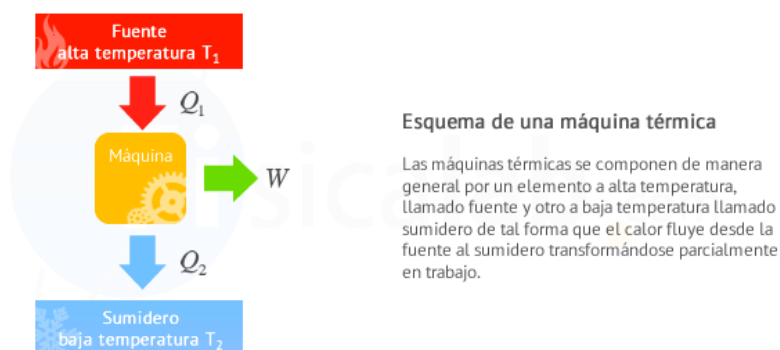 Fuente
alta temperatura T₁
Q₁
Máquina
W
Q₂
Sumidero
baja temperatura T₂
Esquema de una máquina térmica
Las máquinas térmicas se componen de manera
general por un elemento a alta temperatura,
llamado fuente y otro a baja temperatura llamado
sumidero de tal forma que el calor fluye desde la
fuente al sumidero transformándose parcialmente
en trabajo.